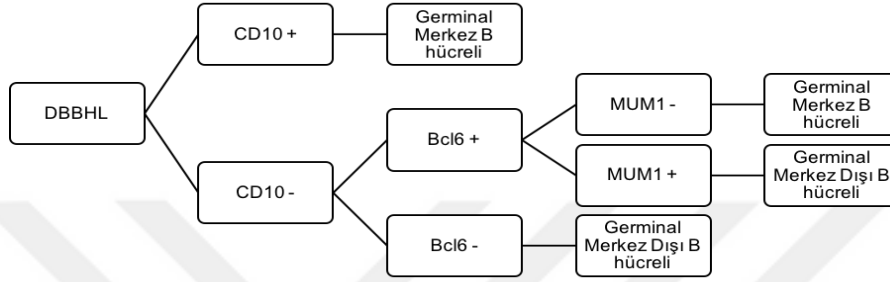 DBBHL
CD10 +
Germinal
Merkez B
hücreli
CD10 -
Bcl6 +
MUM1 -
Germinal
Merkez B
hücreli
MUM1 +
Germinal
Merkez Dışı B
hücreli
Bcl6 -
Germinal
Merkez Dışı B
hücreli